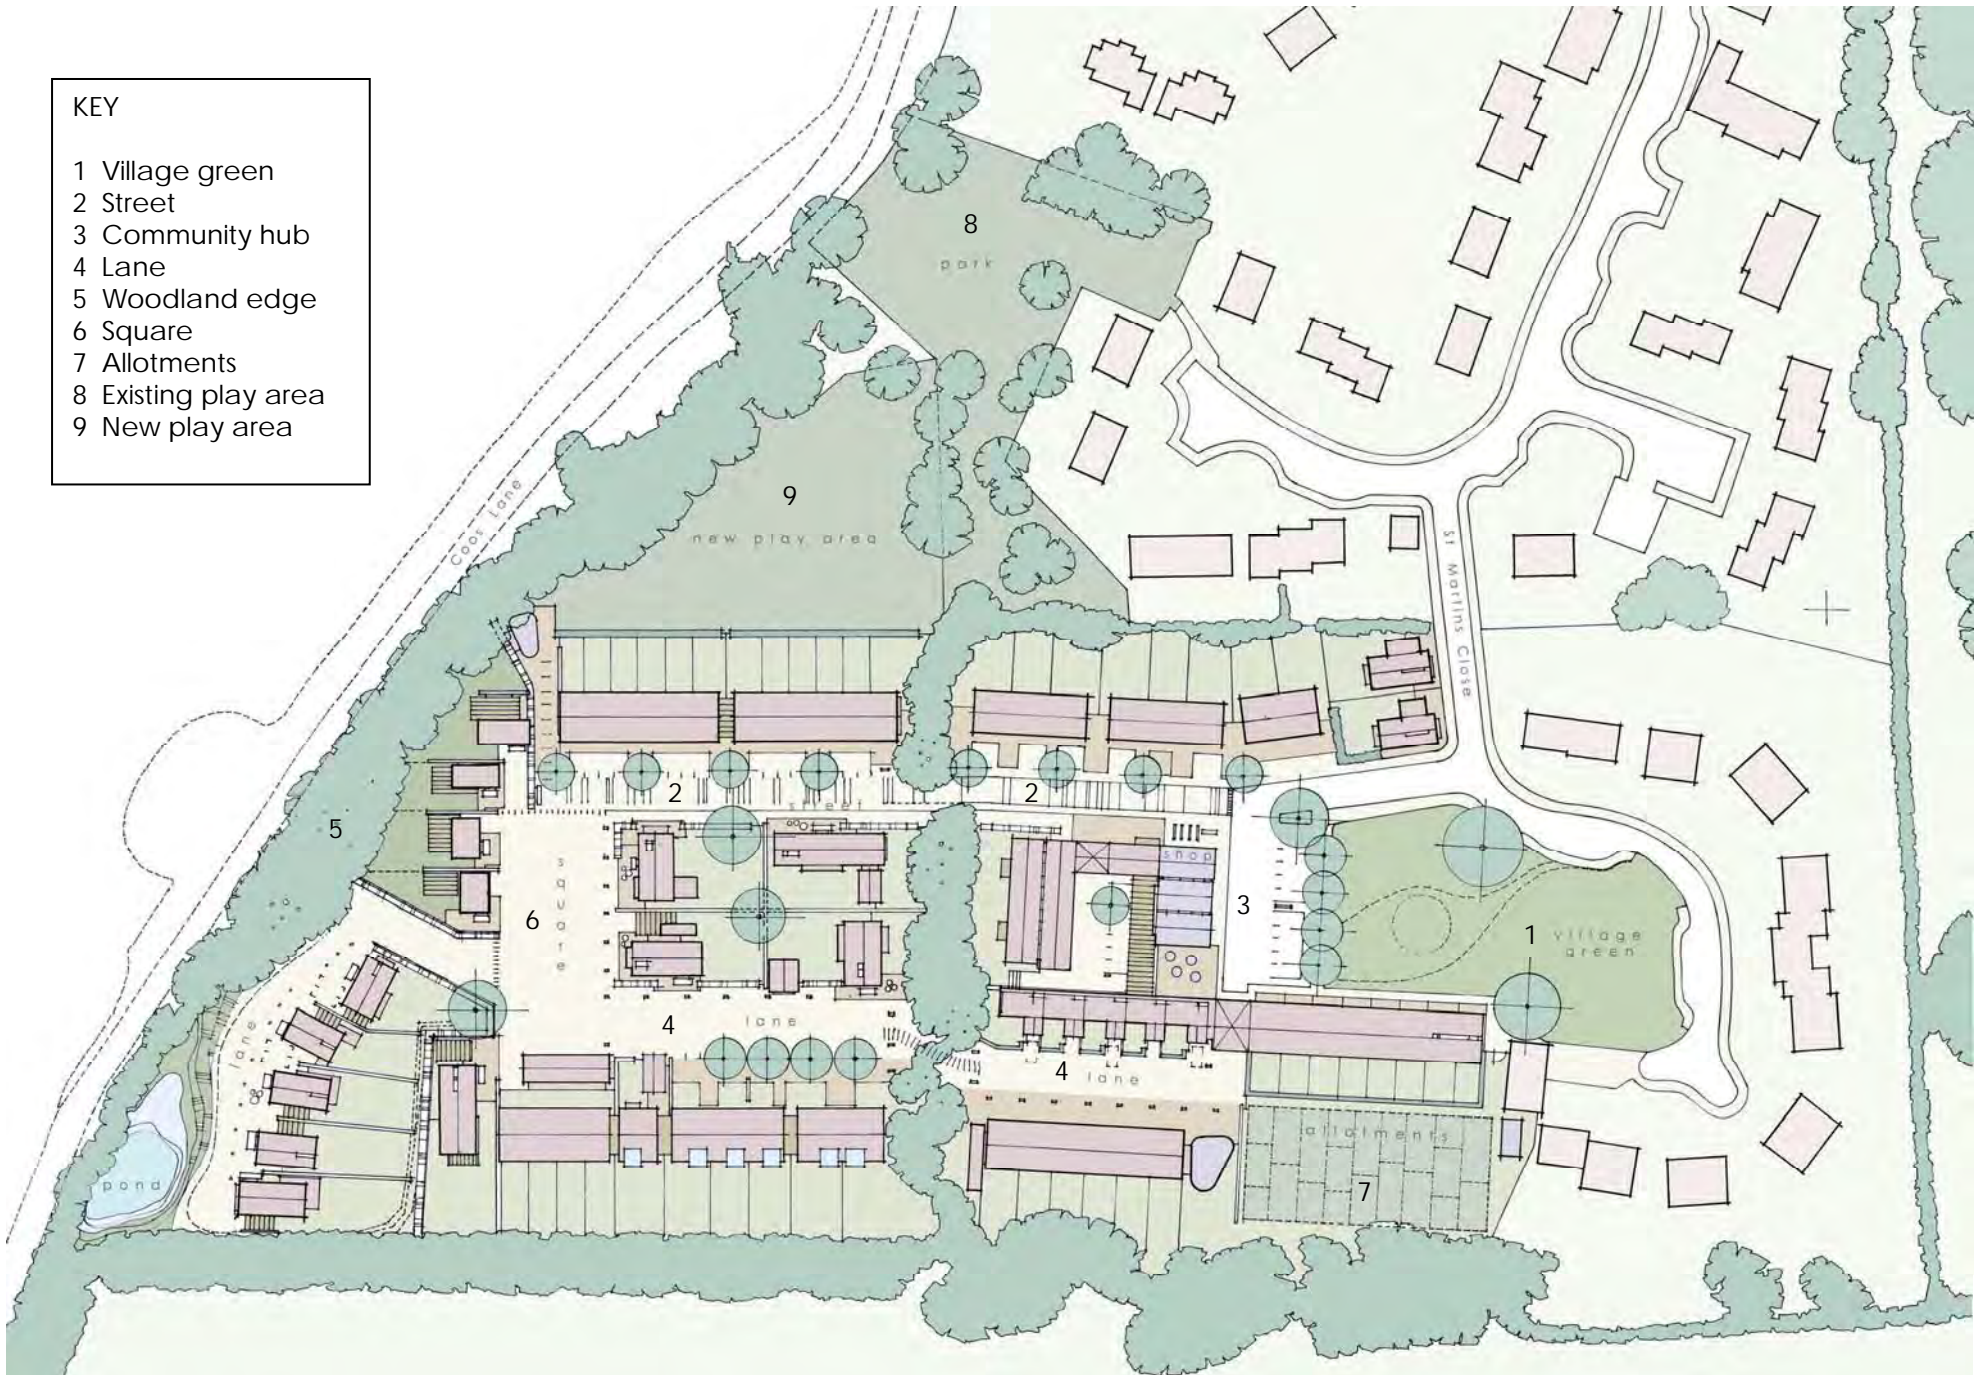 KEY
1 Village green
2 Street
3 Community hub
4 Lane
5 Woodland edge
6 Square
7 Allotments
8 Existing play area
9 New play area
8
park
9
new play area
Coos Lane
St Martins Close
2
street
2
5
shop
square
6
3
1
village
green
4
lane
lane
4
lane
pond
allotments
7